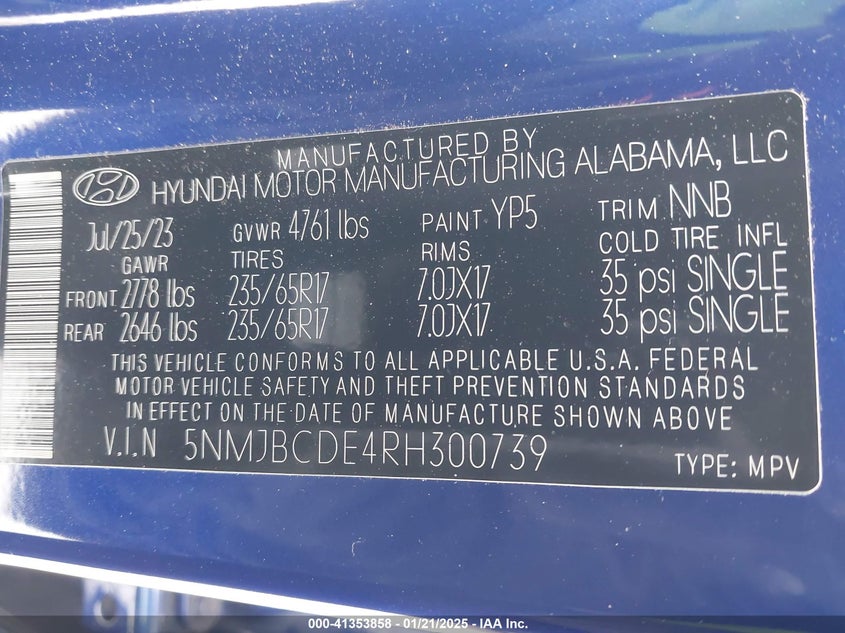 MANUFACTURED BY
HYUNDAI MOTOR MANUFACTURING ALABAMA, LLC
Jul/25/23 GVWR 4761 lbs PAINT YP5 TRIM NNB
GAWR TIRES RIMS COLD TIRE INFL
FRONT 2778 lbs 235/65R17 7.0JX17 35 psi SINGLE
REAR 2646 lbs 235/65R17 7.0JX17 35 psi SINGLE
THIS VEHICLE CONFORMS TO ALL APPLICABLE U.S.A. FEDERAL
MOTOR VEHICLE SAFETY AND THEFT PREVENTION STANDARDS
IN EFFECT ON THE DATE OF MANUFACTURE SHOWN ABOVE
V.I.N 5NMJBCDE4RH300739
TYPE: MPV
000-41353858 - 01/21/2025 - IAA Inc.